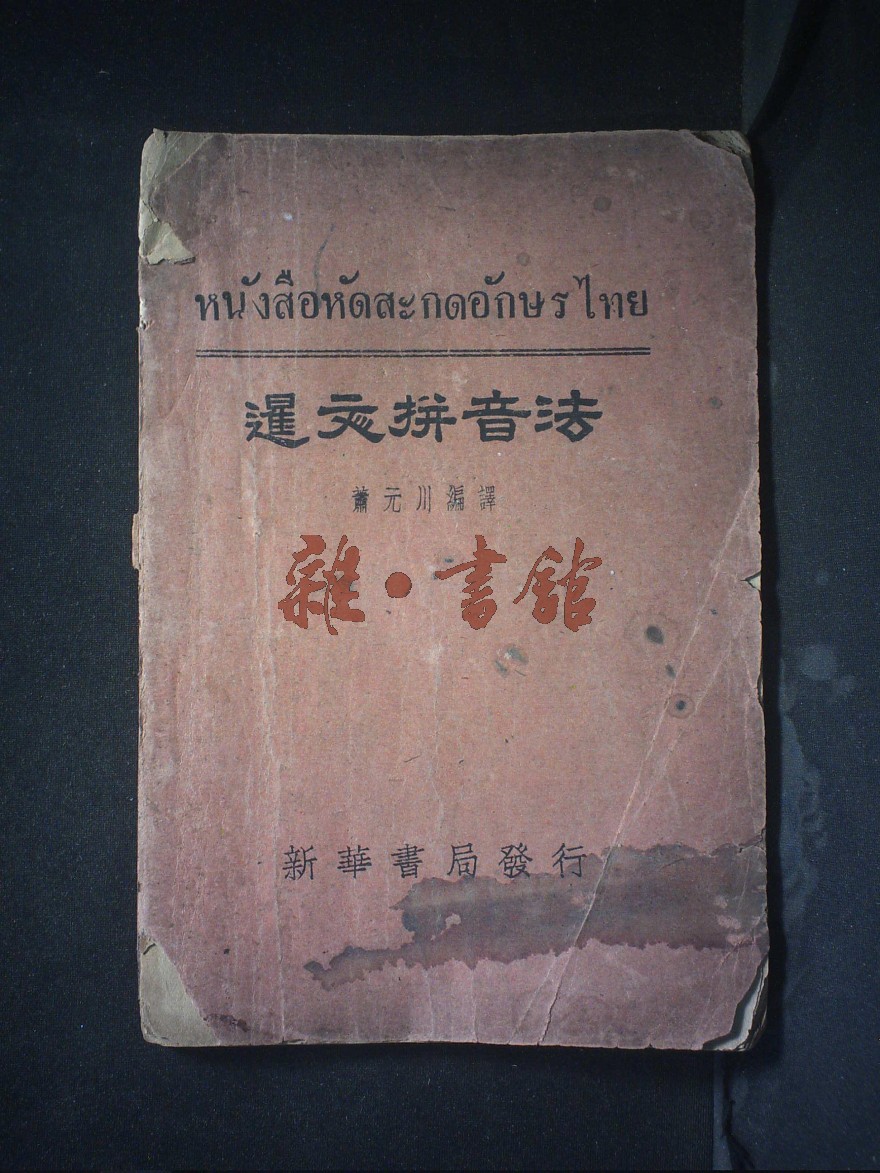 หนังสือหัดสะกดอักษรไทย
暹文拼音法
蕭元川編譯
雜•書館
新華書局發行